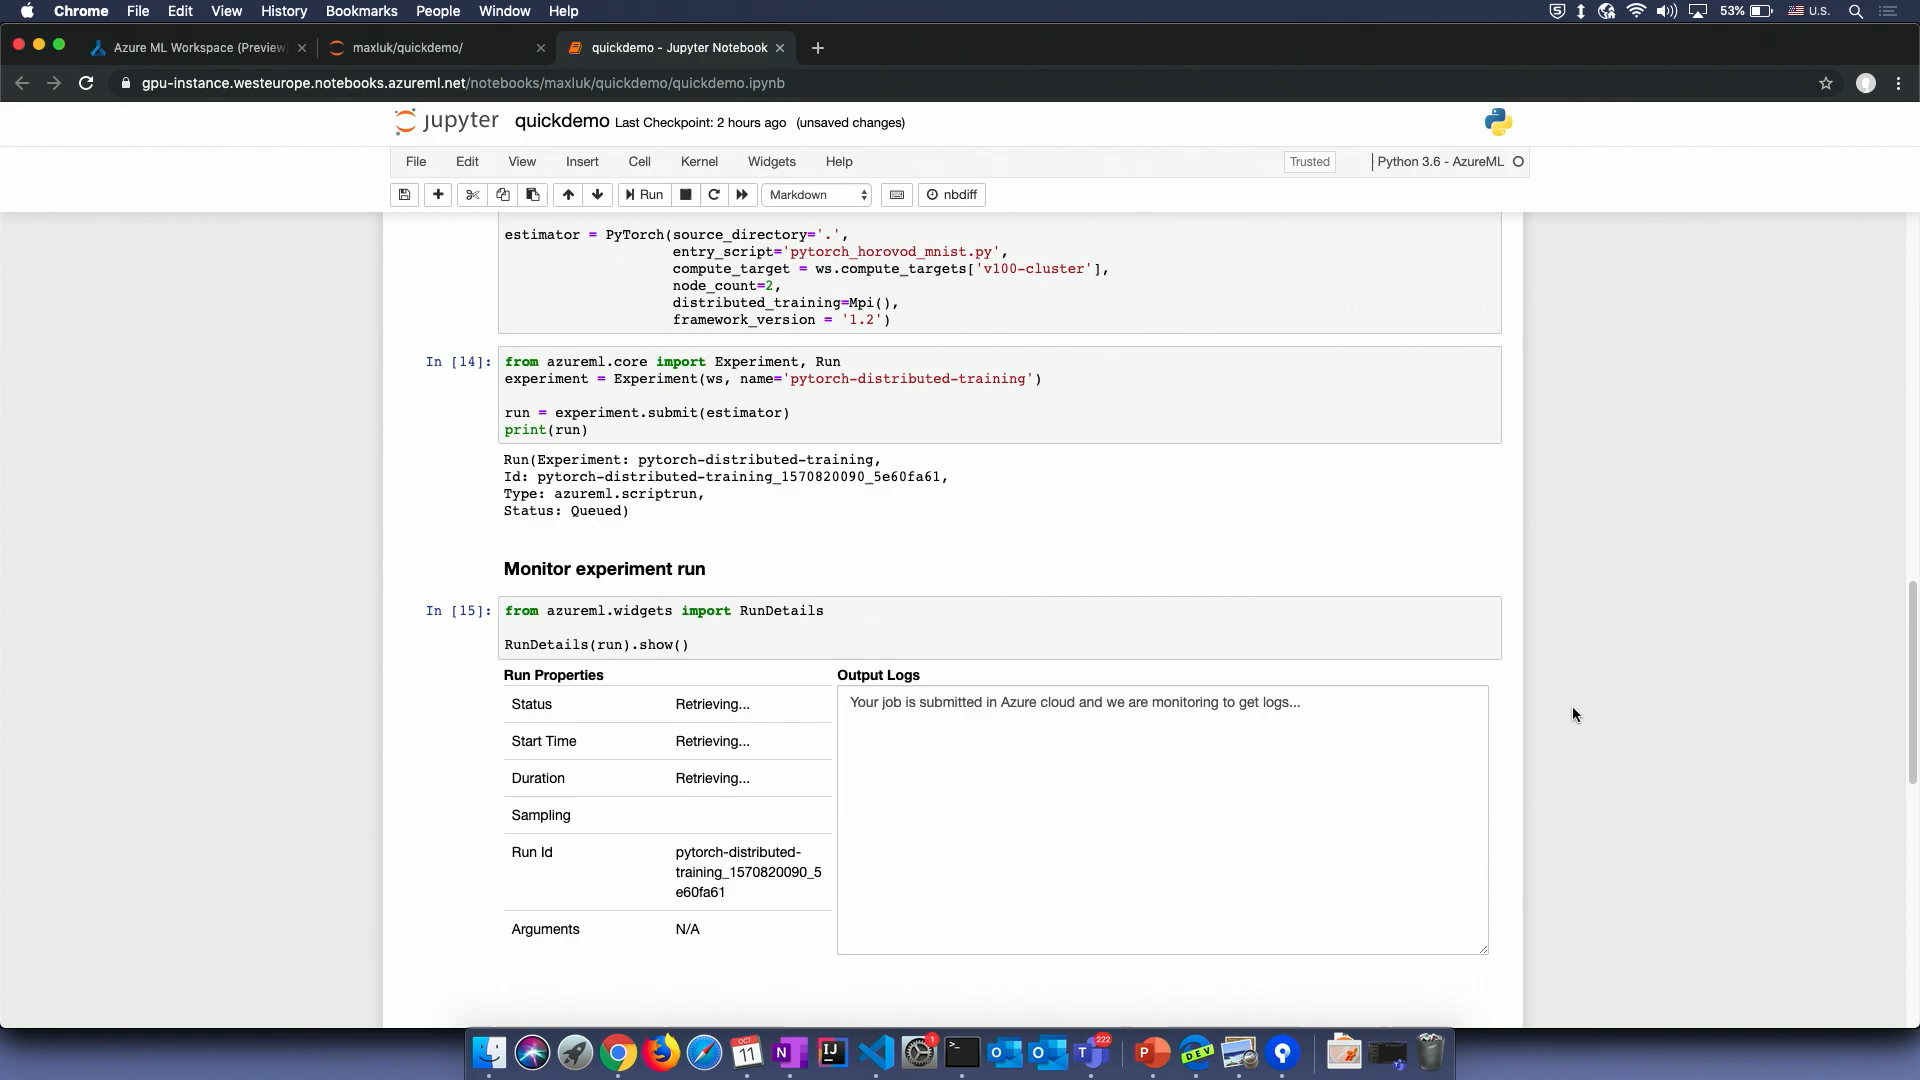 Chrome File Edit View History Bookmarks People Window Help 53% U.S.
Azure ML Workspace (Preview maxluk/quickdemo/ quickdemo - Jupyter Notebook
gpu-instance.westeurope.notebooks.azureml.net/notebooks/maxluk/quickdemo/quickdemo.ipynb
jupyter quickdemo Last Checkpoint: 2 hours ago (unsaved changes)
File Edit View Insert Cell Kernel Widgets Help Trusted Python 3.6 - AzureML
Run Markdown nbdiff
estimator = PyTorch(source_directory='.',
entry_script='pytorch_horovod_mnist.py',
compute_target = ws.compute_targets['v100-cluster'],
node_count=2,
distributed_training=Mpi(),
framework_version = '1.2')
In [14]: from azureml.core import Experiment, Run
experiment = Experiment(ws, name='pytorch-distributed-training')
run = experiment.submit(estimator)
print(run)
Run(Experiment: pytorch-distributed-training,
Id: pytorch-distributed-training_1570820090_5e60fa61,
Type: azureml.scriptrun,
Status: Queued)
Monitor experiment run
In [15]: from azureml.widgets import RunDetails
RunDetails(run).show()
Run Properties Output Logs
Status Retrieving... Your job is submitted in Azure cloud and we are monitoring to get logs...
Start Time Retrieving...
Duration Retrieving...
Sampling
Run Id pytorch-distributed-
training_1570820090_5
e60fa61
Arguments N/A
OCT
11 N IJ 1 >_ 222 P DEV